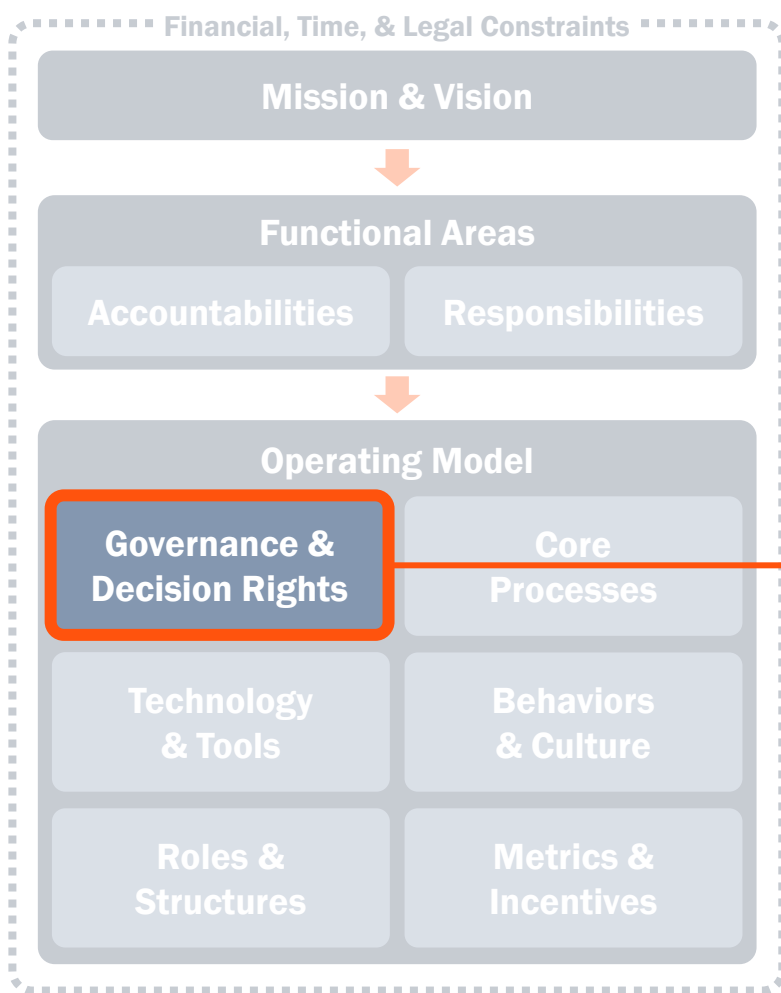 Financial, Time, & Legal Constraints
Mission & Vision
Functional Areas
Accountabilities
Responsibilities
Operating Model
Governance &
Decision Rights
Core
Processes
Technology
& Tools
Behaviors
& Culture
Roles &
Structures
Metrics &
Incentives